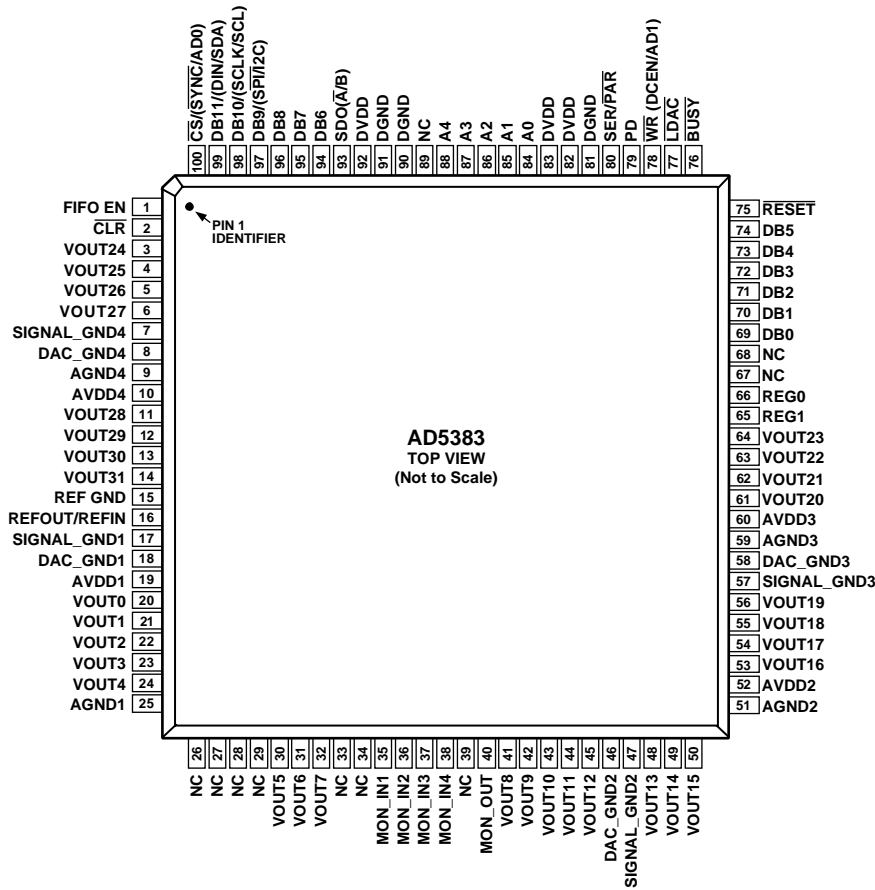 CS/(SYNC/AD0)
DB11/(DIN/SDA)
DB10/(SCLK/SCL)
DB9/(SPI/I2C)
DB8
DB7
DB6
SDO(A/B)
DVDD
DGND
DGND
NC
A4
A3
A2
A1
A0
DVDD
DVDD
DGND
SER/PAR
PD
WR (DCEN/AD1)
LDAC
BUSY
100
99
98
97
96
95
94
93
92
91
90
89
88
87
86
85
84
83
82
81
80
79
78
77
76
FIFO EN 1
CLR 2
VOUT24 3
VOUT25 4
VOUT26 5
VOUT27 6
SIGNAL_GND4 7
DAC_GND4 8
AGND4 9
AVDD4 10
VOUT28 11
VOUT29 12
VOUT30 13
VOUT31 14
REF GND 15
REFOUT/REFIN 16
SIGNAL_GND1 17
DAC_GND1 18
AVDD1 19
VOUT0 20
VOUT1 21
VOUT2 22
VOUT3 23
VOUT4 24
AGND1 25
PIN 1
IDENTIFIER
AD5383
TOP VIEW
(Not to Scale)
75 RESET
74 DB5
73 DB4
72 DB3
71 DB2
70 DB1
69 DB0
68 NC
67 NC
66 REG0
65 REG1
64 VOUT23
63 VOUT22
62 VOUT21
61 VOUT20
60 AVDD3
59 AGND3
58 DAC_GND3
57 SIGNAL_GND3
56 VOUT19
55 VOUT18
54 VOUT17
53 VOUT16
52 AVDD2
51 AGND2
26
27
28
29
30
31
32
33
34
35
36
37
38
39
40
41
42
43
44
45
46
47
48
49
50
NC
NC
NC
NC
VOUT5
VOUT6
VOUT7
NC
NC
MON_IN1
MON_IN2
MON_IN3
MON_IN4
NC
MON_OUT
VOUT8
VOUT9
VOUT10
VOUT11
VOUT12
DAC_GND2
SIGNAL_GND2
VOUT13
VOUT14
VOUT15